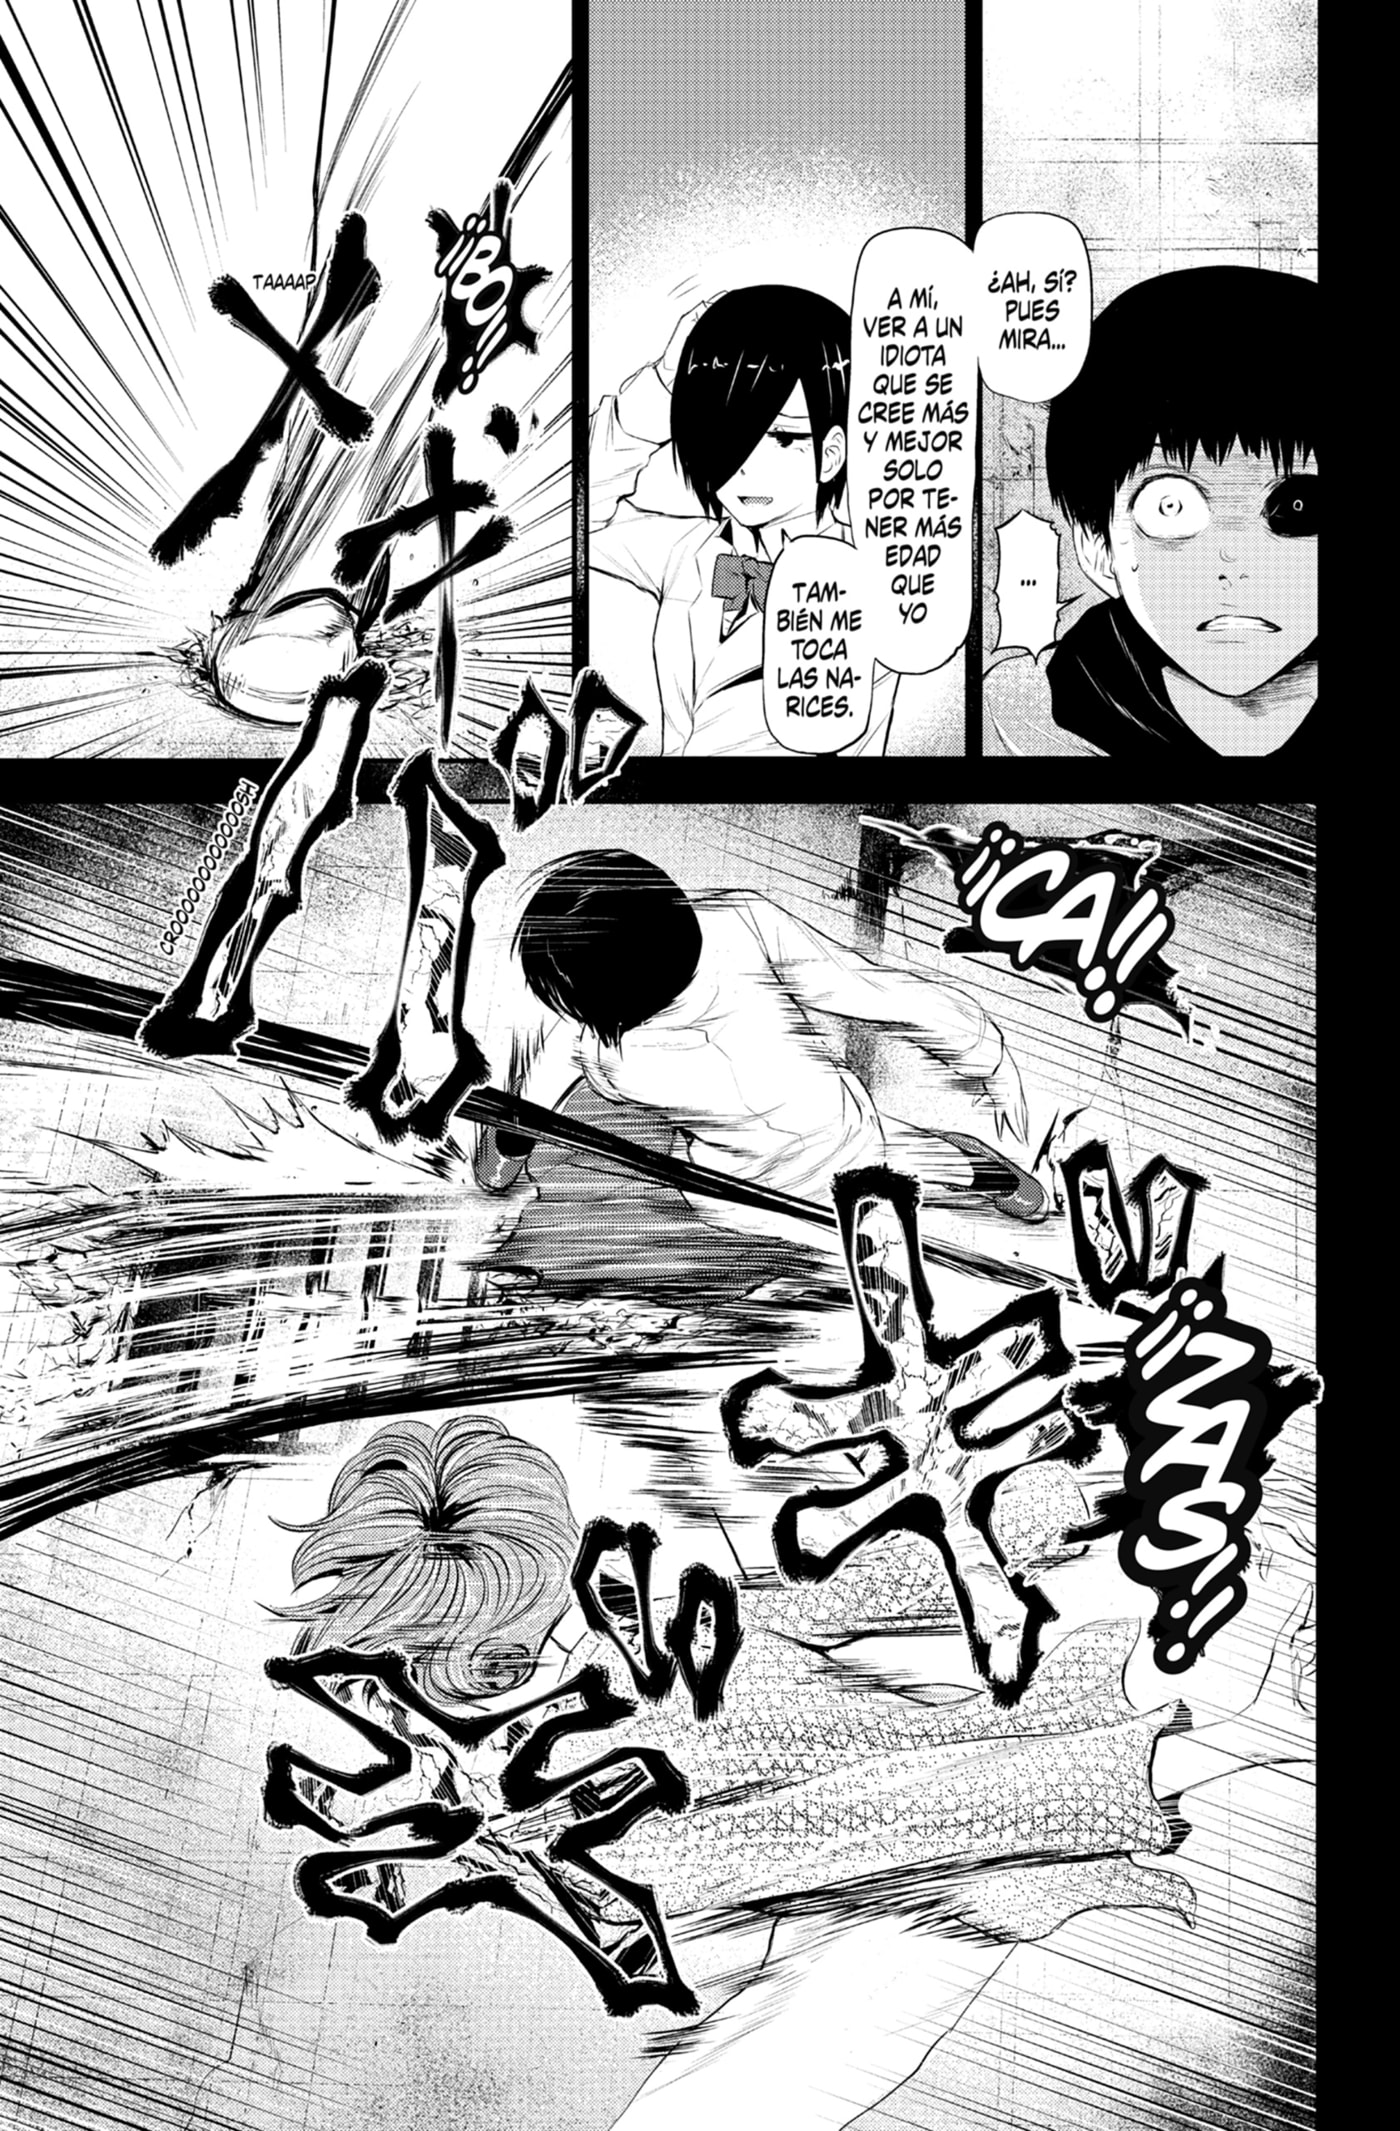 ¿AH, SÍ?
PUES
MIRA...
...
A MÍ,
VER A UN
IDIOTA
QUE SE
CREE MÁS
Y MEJOR
SOLO
POR TE-
NER MÁS
EDAD QUE
YO
TAM-
BIÉN ME
TOCA
LAS NA-
RICES.
¡¡BO!!
TAAAAP
¡¡CA!!
CROOOOOOOOOOOSH
¡¡ZAS!!